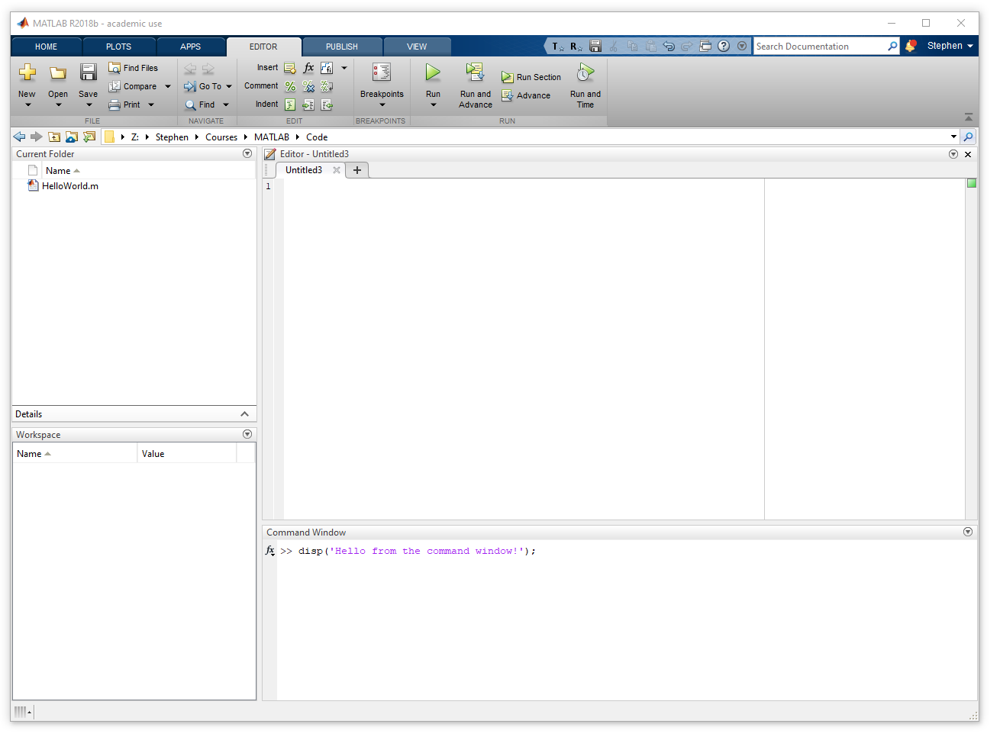 MATLAB R2018b - academic use
HOME PLOTS APPS EDITOR PUBLISH VIEW Search Documentation Stephen
New Open Save Find Files Compare Print
FILE
Go To Find
NAVIGATE
Insert fx
Comment
Indent
EDIT
Breakpoints
BREAKPOINTS
Run Run and Advance Run Section Advance Run and Time
RUN
Z: Stephen Courses MATLAB Code
Current Folder
Name
HelloWorld.m
Details
Workspace
Name Value
Editor - Untitled3
Untitled3 +
1
Command Window
fx >> disp('Hello from the command window!');